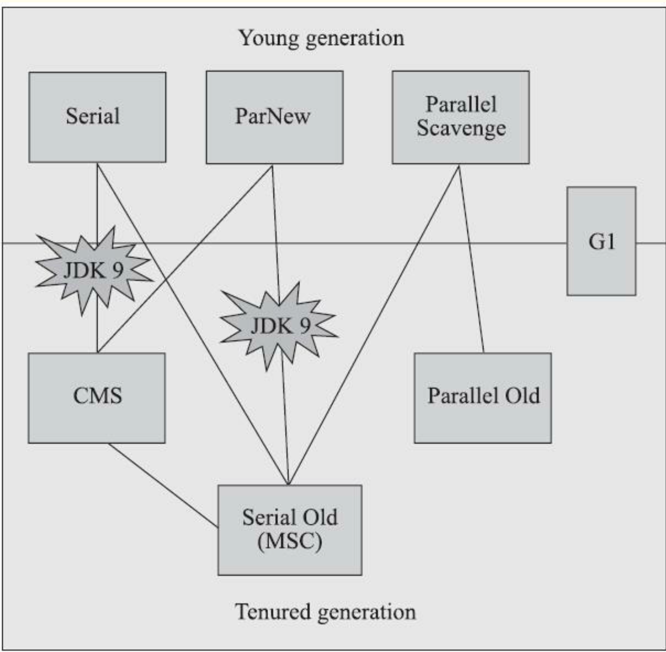 Young generation
Serial
ParNew
Parallel
Scavenge
G1
JDK 9
JDK 9
CMS
Parallel Old
Serial Old
(MSC)
Tenured generation